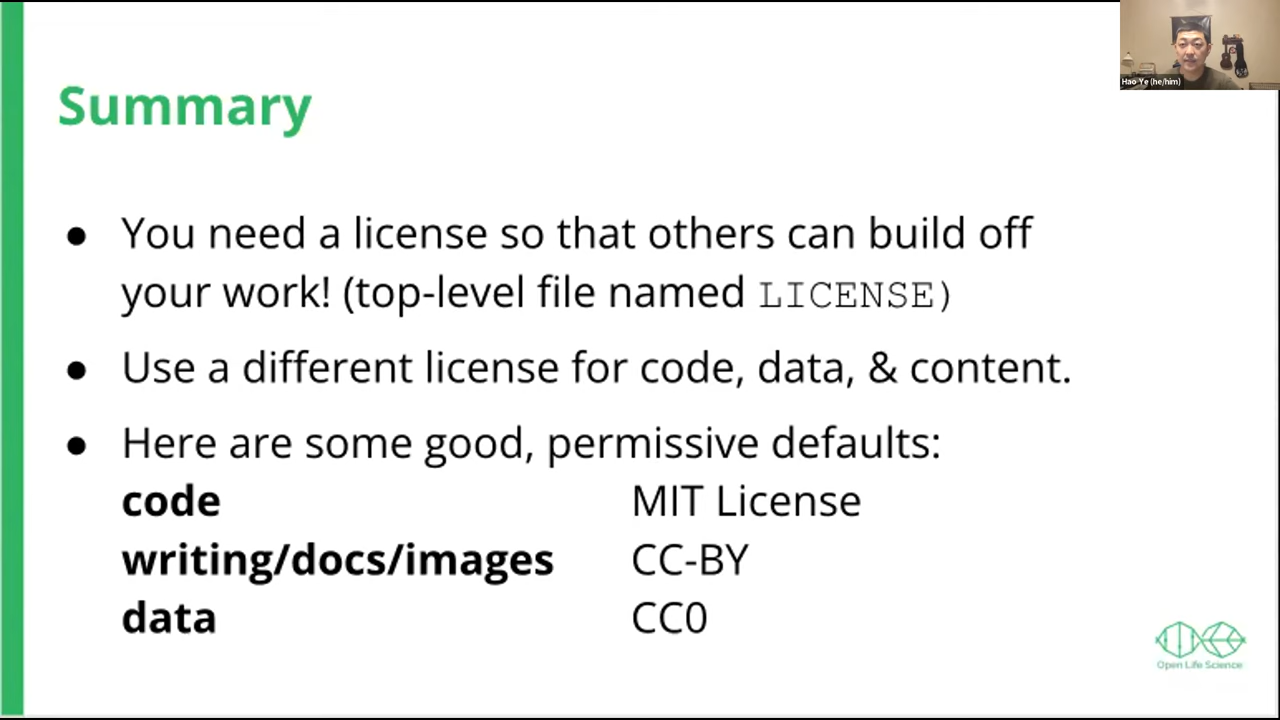 Hao Ye (he/him)
Summary
● You need a license so that others can build off
your work! (top-level file named LICENSE)
● Use a different license for code, data, & content.
● Here are some good, permissive defaults:
code MIT License
writing/docs/images CC-BY
data CC0
Open Life Science